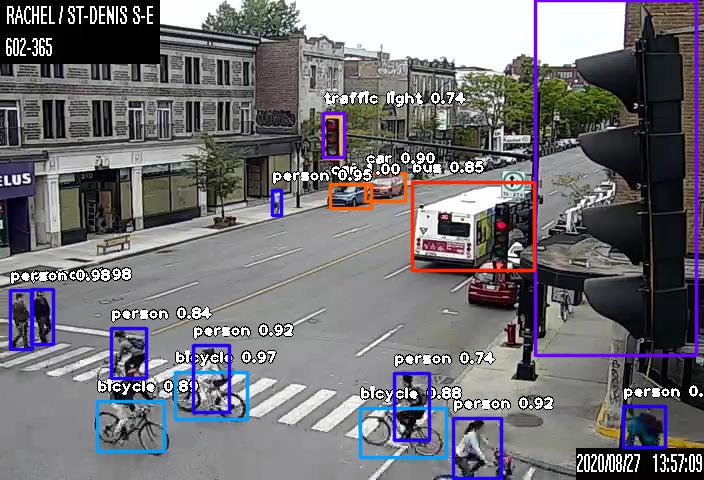 RACHEL / ST-DENIS S-E
602-365
traffic light 0.74
car 0.90
bus 0.85
person 0.95
person 0.84
person 0.92
bicycle 0.97
bicycle 0.89
person 0.74
bicycle 0.88
person 0.92
person 0.
ELUS
2020/08/27 13:57:09